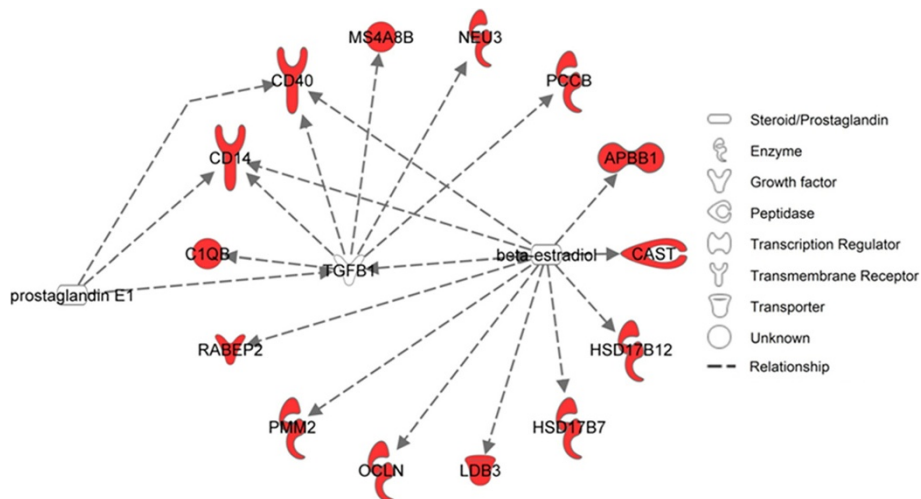 MS4A8B
NEU3
CD40
PCCB
CD14
APBB1
C1QB
TGFB1
beta-estradiol
CAST
prostaglandin E1
RABEP2
HSD17B12
PMM2
HSD17B7
OCLN
LDB3
Steroid/Prostaglandin
Enzyme
Growth factor
Peptidase
Transcription Regulator
Transmembrane Receptor
Transporter
Unknown
Relationship